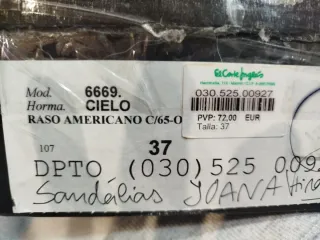 Mod. 6669.
Horma. CIELO
RASO AMERICANO C/65-O
107 37
DPTO (030)525 009
Sandálias JOANA
El Corte Inglés
030.525.00927
PVP: 72,00 EUR
Talla: 37